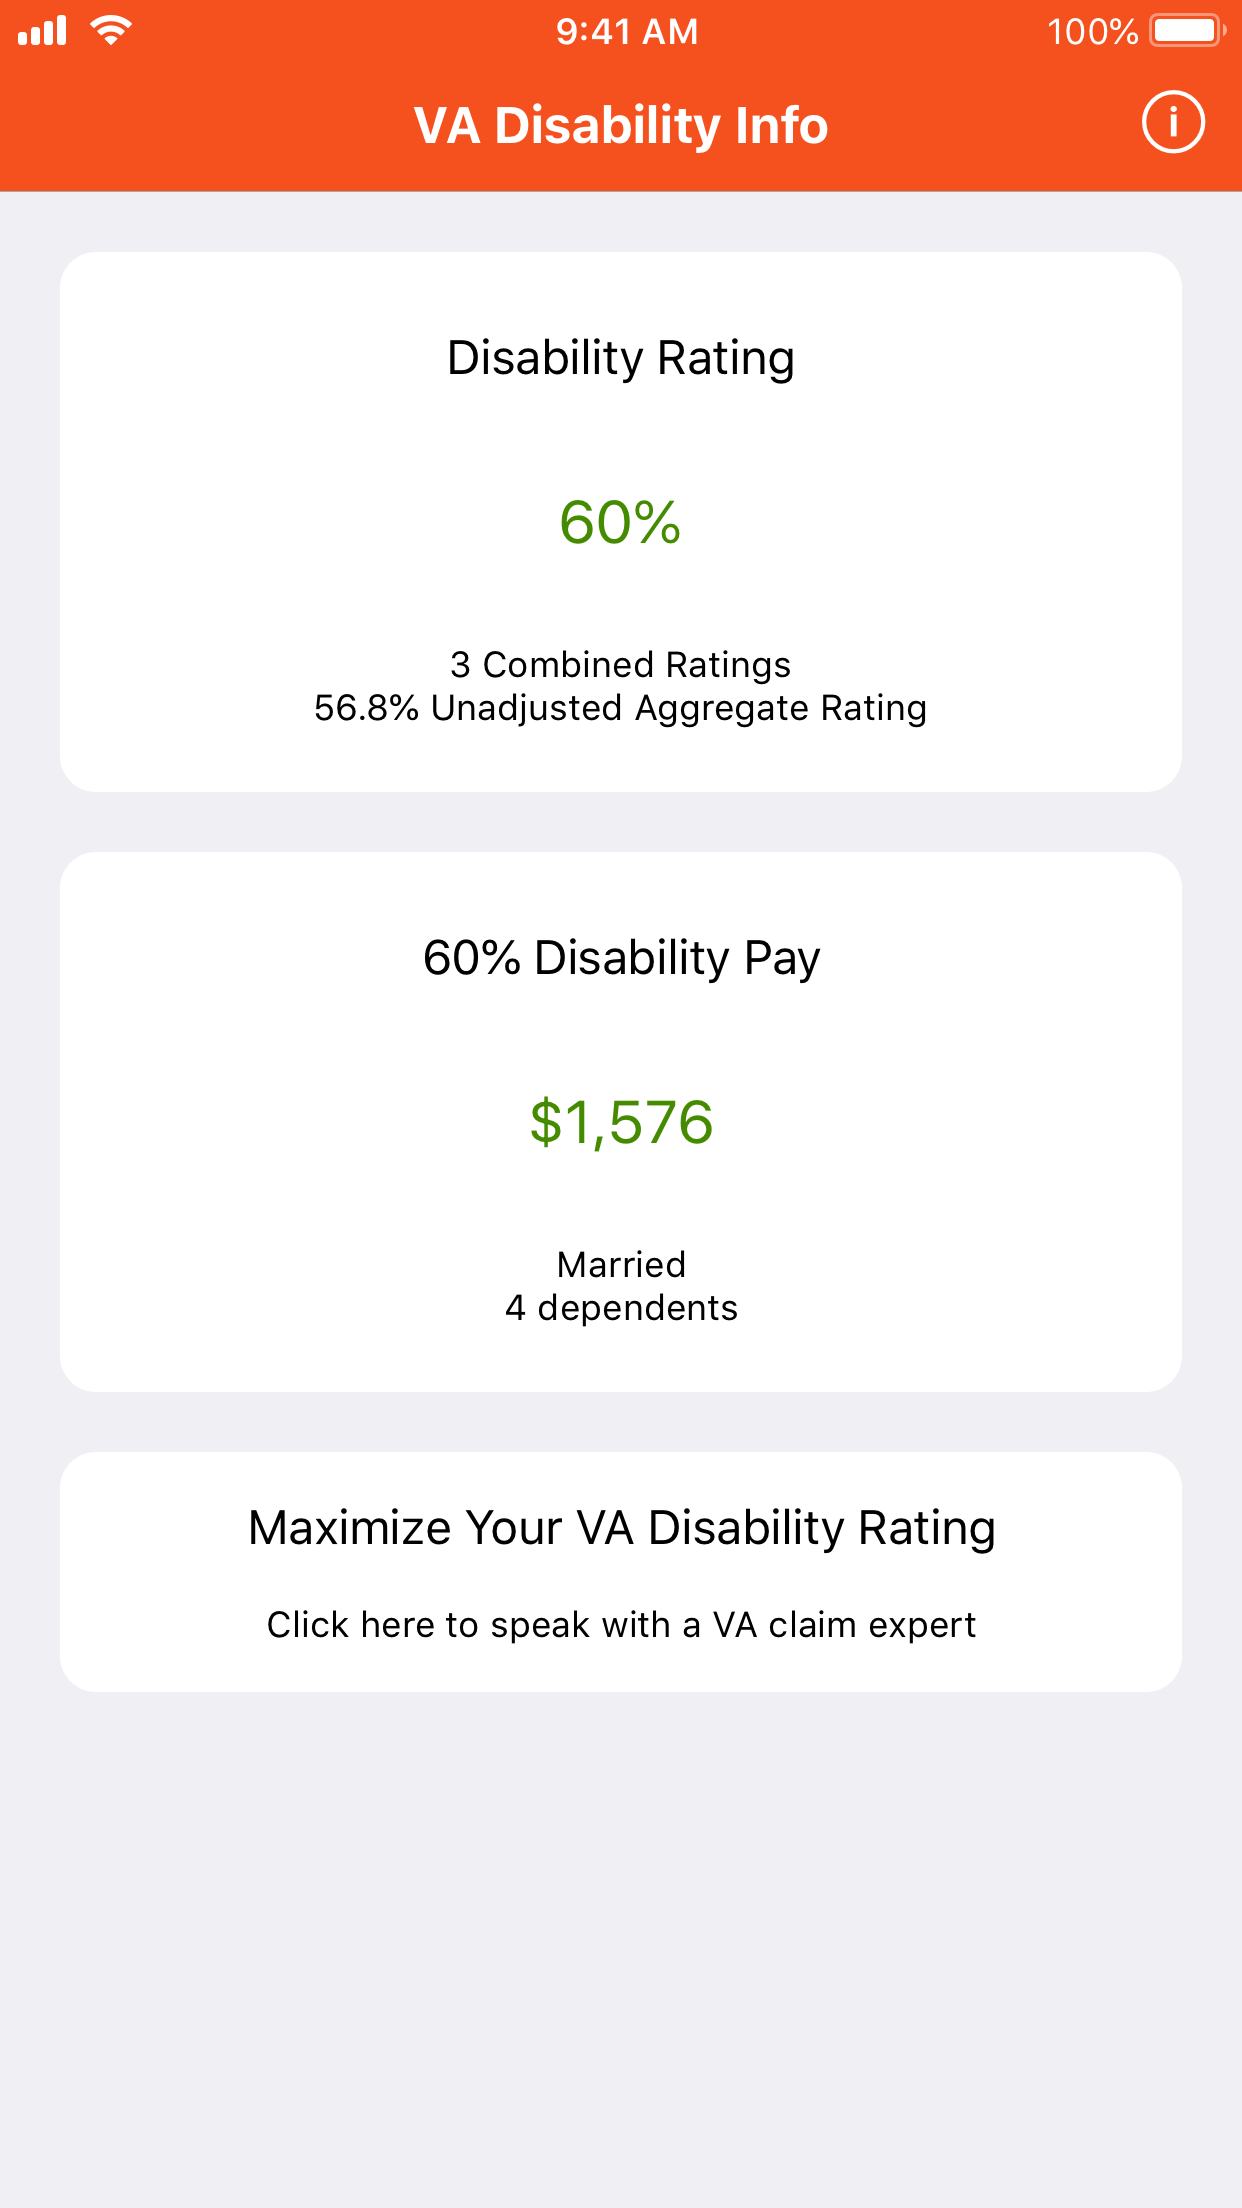 9:41 AM
100%
VA Disability Info
Disability Rating
60%
3 Combined Ratings
56.8% Unadjusted Aggregate Rating
60% Disability Pay
$1,576
Married
4 dependents
Maximize Your VA Disability Rating
Click here to speak with a VA claim expert